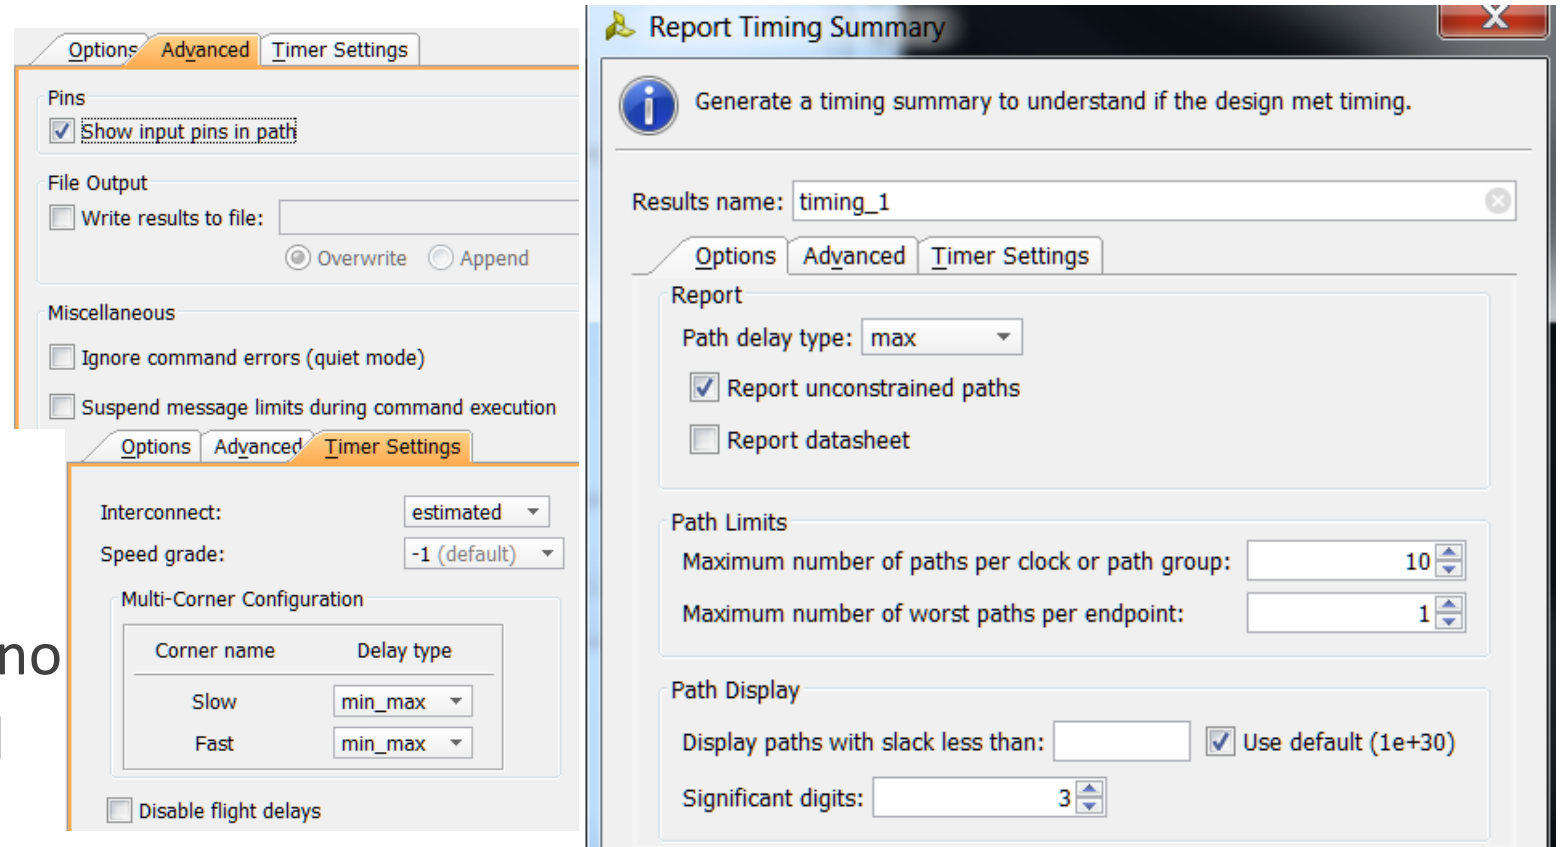 Options Advanced Timer Settings
Pins
Show input pins in path
File Output
Write results to file:
Overwrite Append
Miscellaneous
Ignore command errors (quiet mode)
Suspend message limits during command execution
Options Advanced Timer Settings
Interconnect: estimated
Speed grade: -1 (default)
Multi-Corner Configuration
Corner name Delay type
Slow min_max
Fast min_max
Disable flight delays
no
Report Timing Summary
Generate a timing summary to understand if the design met timing.
Results name: timing_1
Options Advanced Timer Settings
Report
Path delay type: max
Report unconstrained paths
Report datasheet
Path Limits
Maximum number of paths per clock or path group: 10
Maximum number of worst paths per endpoint: 1
Path Display
Display paths with slack less than: Use default (1e+30)
Significant digits: 3